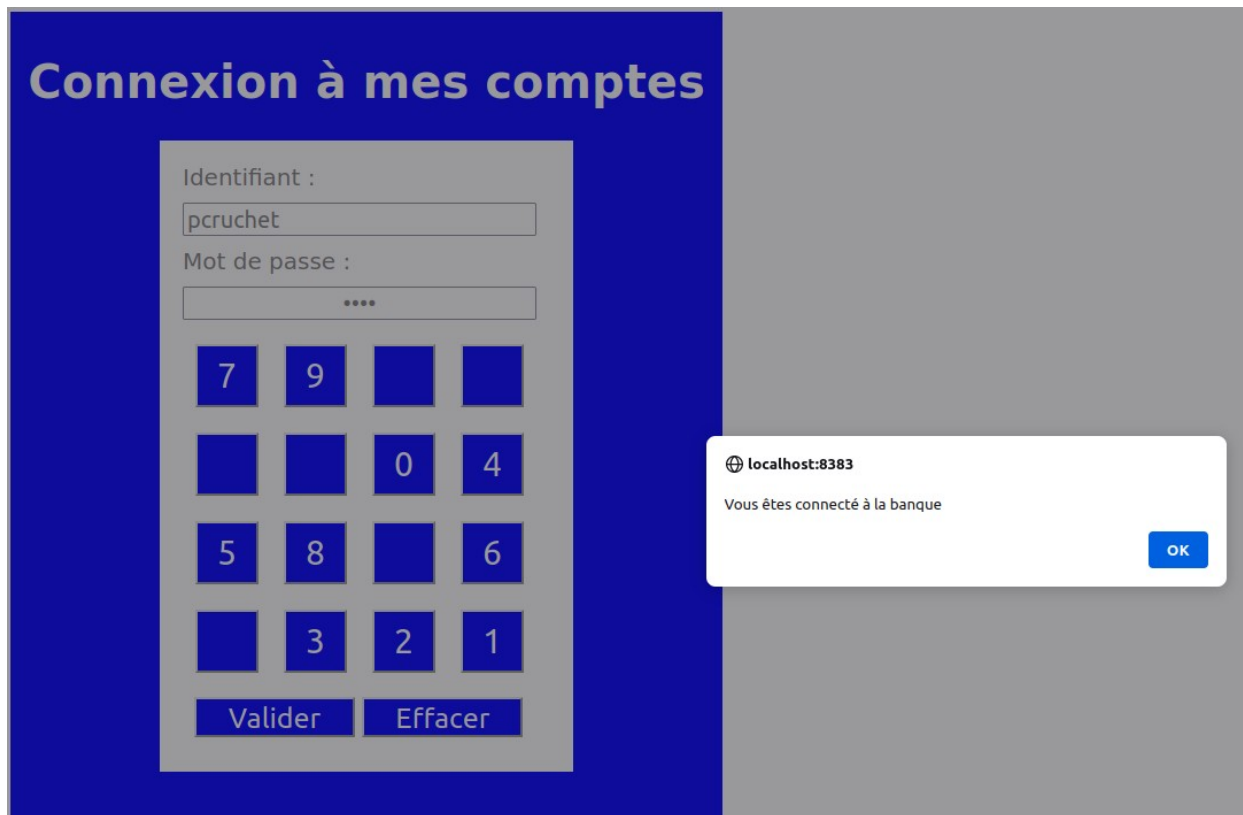 Connexion à mes comptes
Identifiant :
pcruchet
Mot de passe :
••••
7 9
0 4
5 8 6
3 2 1
Valider Effacer
localhost:8383
Vous êtes connecté à la banque
OK